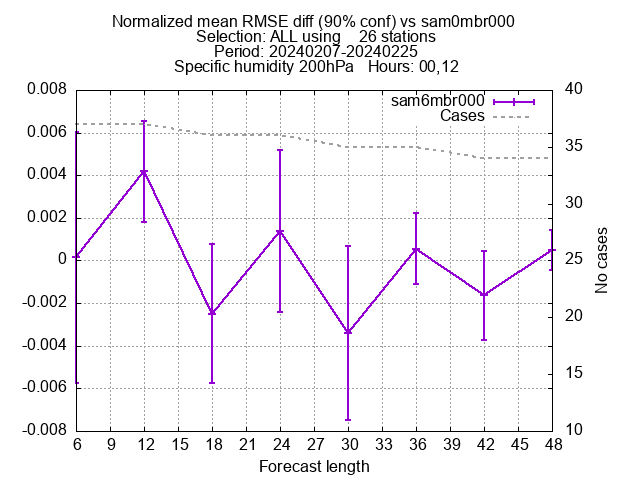 Normalized mean RMSE diff (90% conf) vs sam0mbr000
Selection: ALL using    26 stations
Period: 20240207-20240225
Specific humidity 200hPa   Hours: 00,12
sam6mbr000
Cases
0.008
0.006
0.004
0.002
0
-0.002
-0.004
-0.006
-0.008
40
35
30
25
20
15
10
No cases
6 9 12 15 18 21 24 27 30 33 36 39 42 45 48
Forecast length